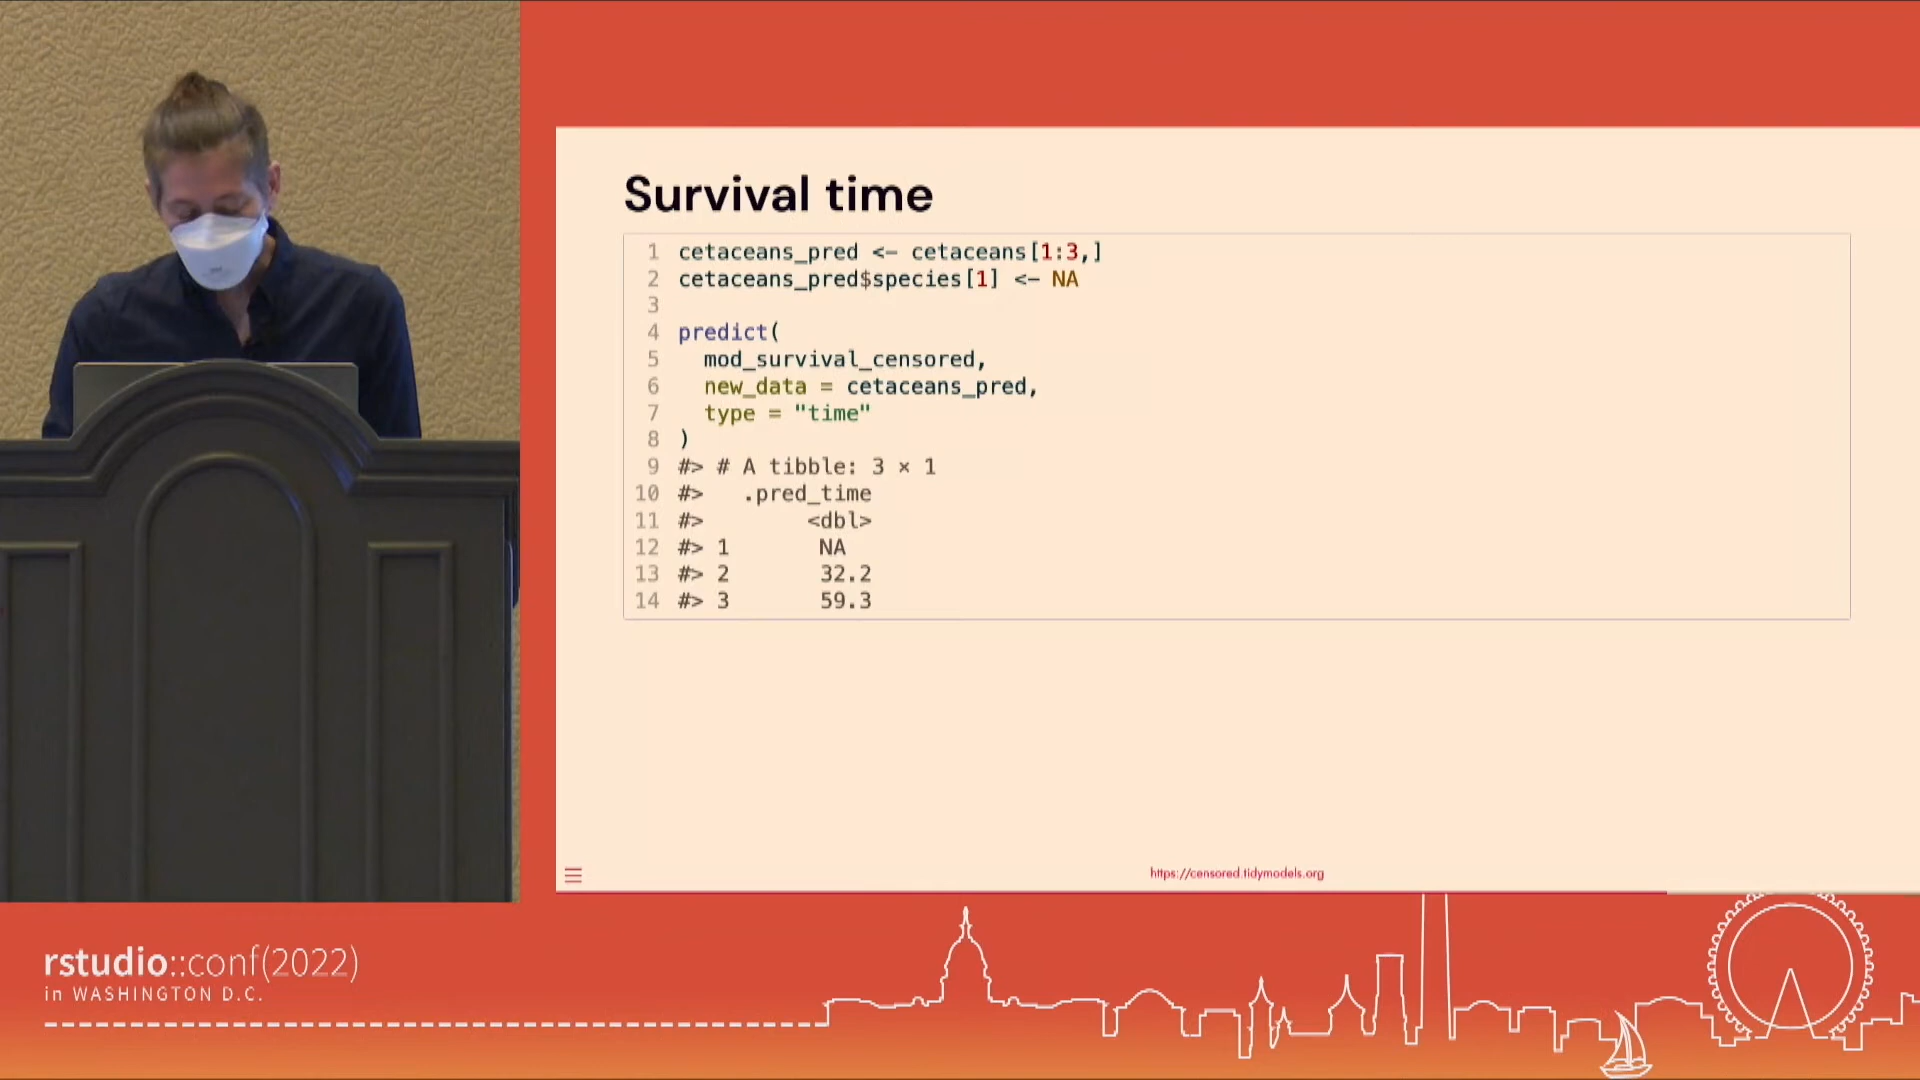 Survival time
1 cetaceans_pred <- cetaceans[1:3,]
2 cetaceans_pred$species[1] <- NA
3
4 predict(
5   mod_survival_censored,
6   new_data = cetaceans_pred,
7   type = "time"
8 )
9 #> # A tibble: 3 × 1
10 #>   .pred_time
11 #>        <dbl>
12 #> 1       NA
13 #> 2       32.2
14 #> 3       59.3
https://censored.tidymodels.org
rstudio::conf(2022)
in WASHINGTON D.C.